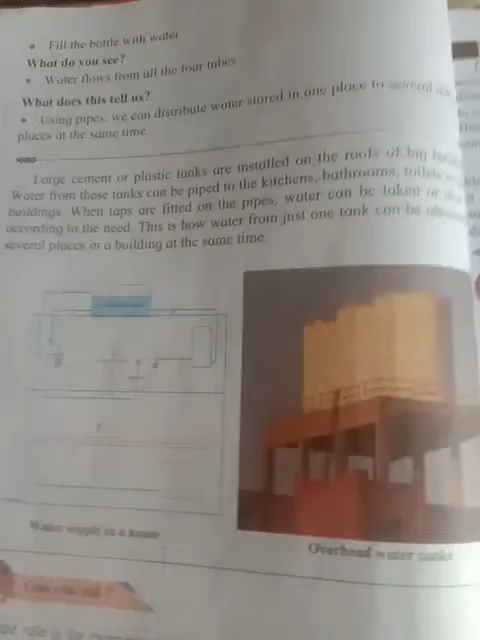 • Fill the bottle with water
What do you see?
• Water flows from all the four tubes
What does this tell us?
• Using pipes, we can distribute water stored in one place to several
places at the same time.
Large cement or plastic tanks are installed on the roofs of big
Water from these tanks can be piped to the kitchens, bathrooms, toilets
buildings. When taps are fitted on the pipes, water can be taken
according to the need. This is how water from just one tank can be
several places in a building at the same time.
Water supply in a house
Overhead water tanks
Can you tell?